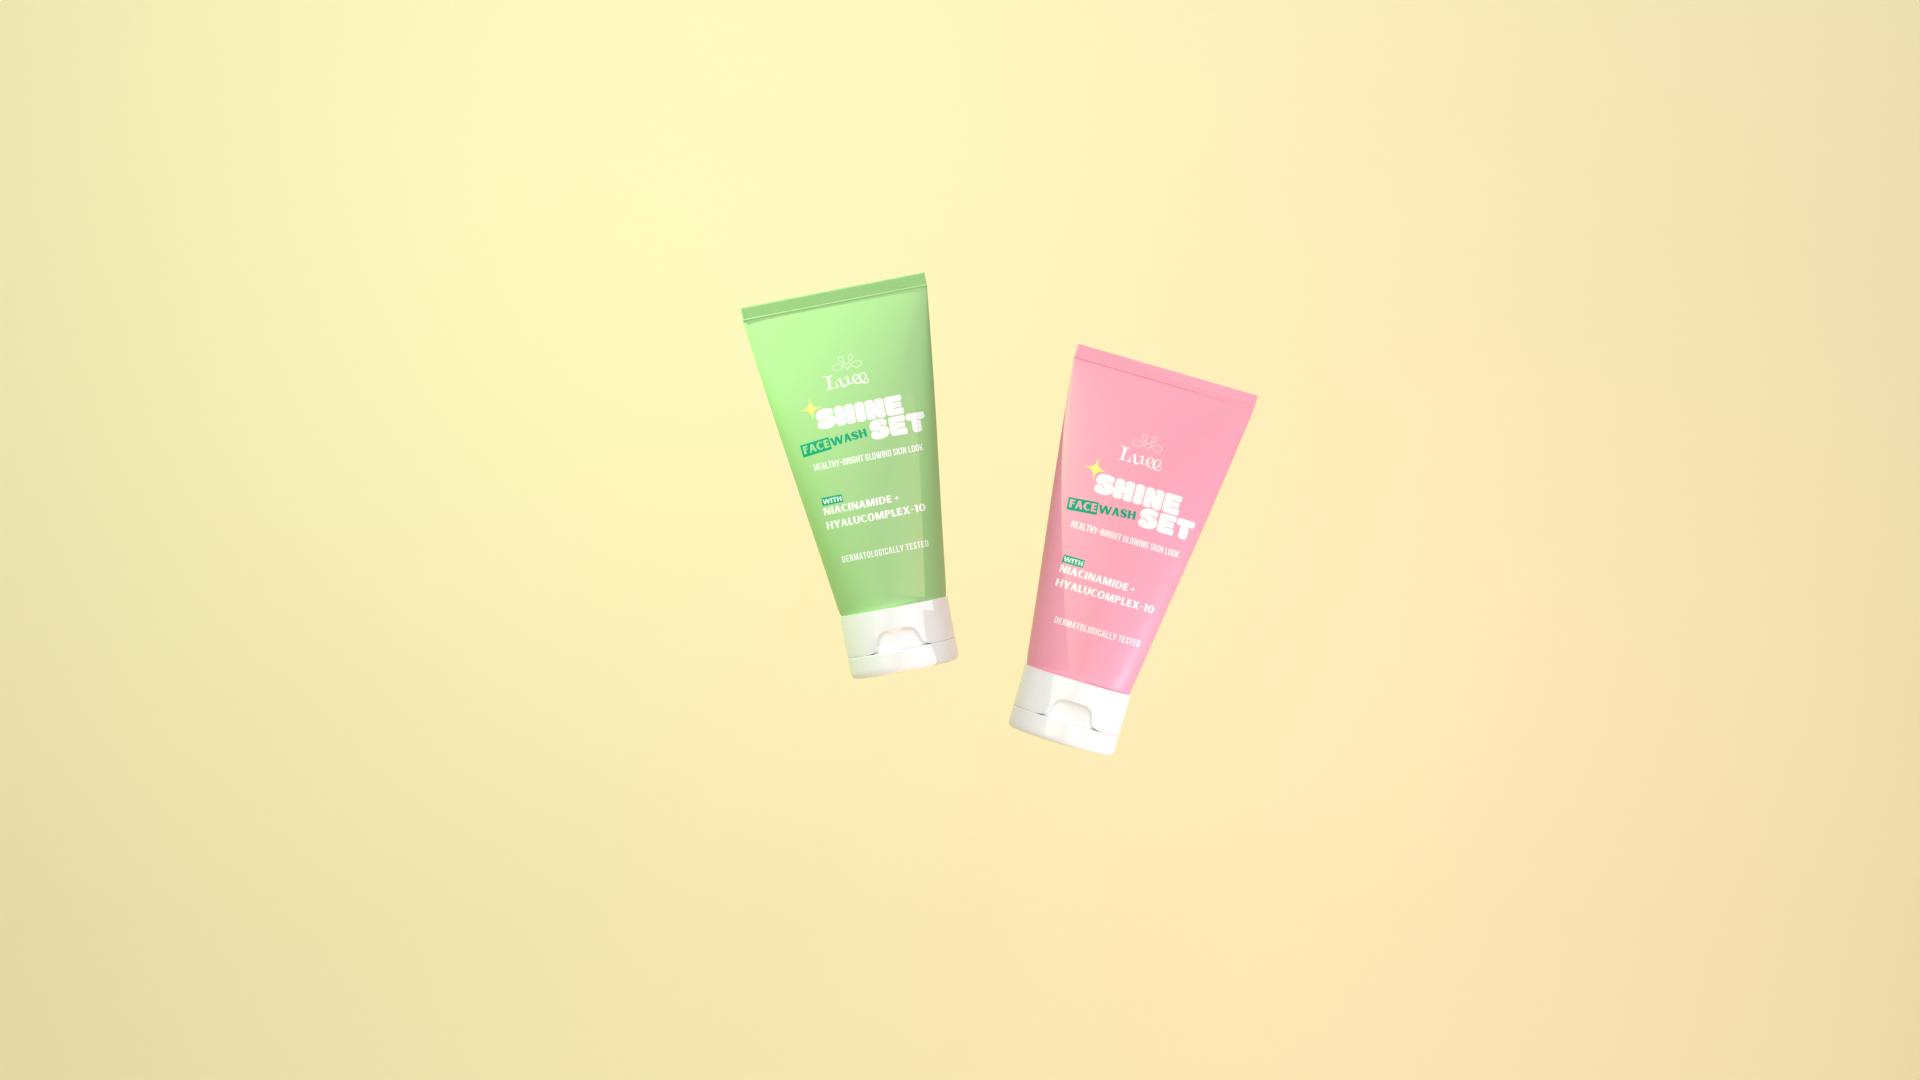 Luee
SHINE
SET
FACE WASH
HEALTHY-BRIGHT GLOWING SKIN LOOK
WITH
NIACINAMIDE +
HYALUCOMPLEX-10
DERMATOLOGICALLY TESTED
Luee
SHINE
SET
FACE WASH
HEALTHY-BRIGHT GLOWING SKIN LOOK
WITH
NIACINAMIDE +
HYALUCOMPLEX-10
DERMATOLOGICALLY TESTED